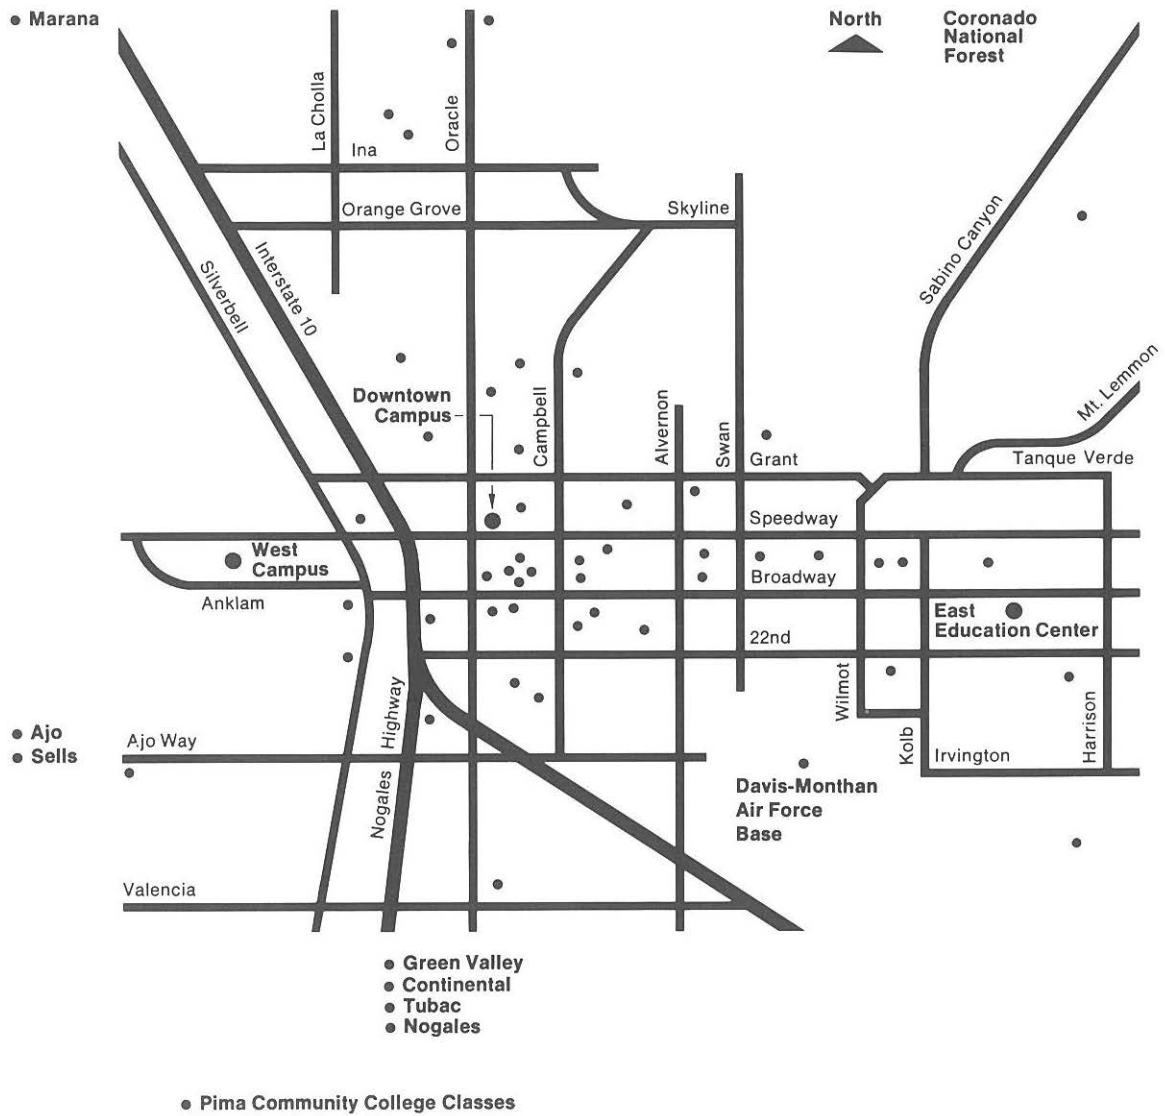 Marana
North
Coronado
National
Forest
La Cholla
Oracle
Ina
Orange Grove
Skyline
Sabino Canyon
Silverbell
Interstate 10
Mt. Lemmon
Downtown
Campus
Campbell
Alvernon
Swan
Grant
Tanque Verde
Speedway
West
Campus
Broadway
Anklam
East
Education Center
22nd
Wilmot
Highway
Nogales
Kolb
Harrison
Irvington
Ajo
Sells
Ajo Way
Davis-Monthan
Air Force
Base
Valencia
Green Valley
Continental
Tubac
Nogales
Pima Community College Classes